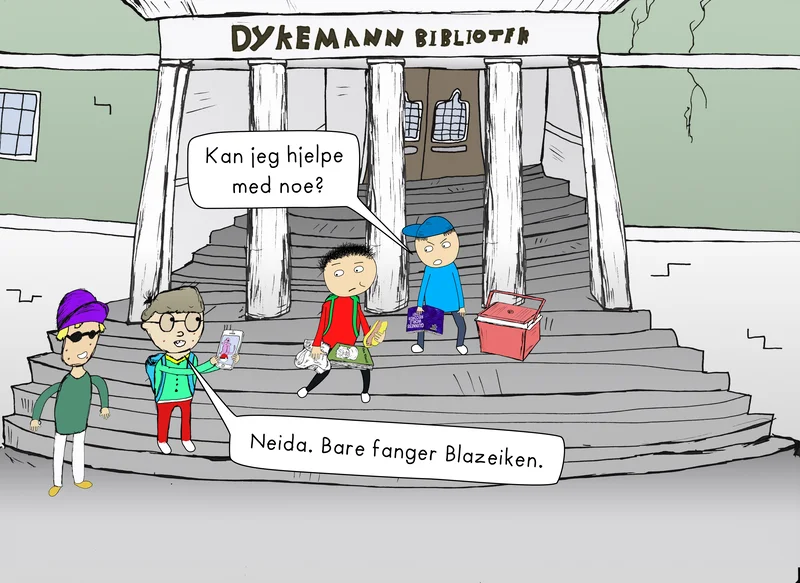 DYKEMANN BIBLIOTEK
Kan jeg hjelpe
med noe?
Neida. Bare fanger Blazeiken.